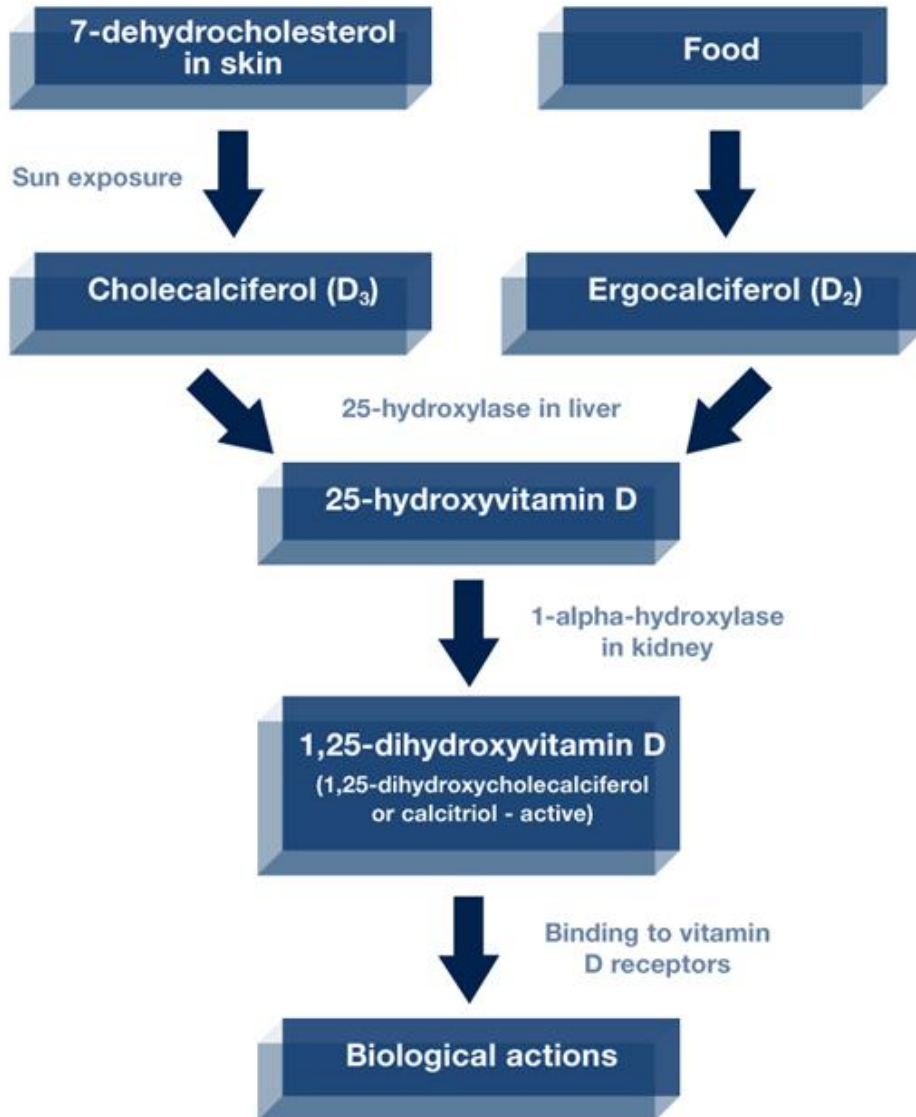 7-dehydrocholesterol
in skin
Food
Sun exposure
Cholecalciferol (D₃)
Ergocalciferol (D₂)
25-hydroxylase in liver
25-hydroxyvitamin D
1-alpha-hydroxylase
in kidney
1,25-dihydroxyvitamin D
(1,25-dihydroxycholecalciferol
or calcitriol - active)
Binding to vitamin
D receptors
Biological actions